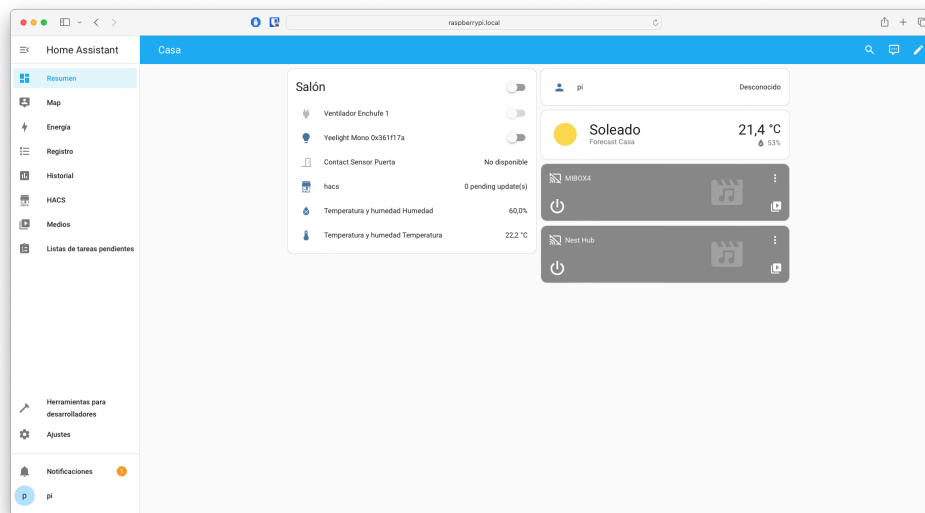 raspberrypi.local
Home Assistant
Casa
Resumen
Map
Energía
Registro
Historial
HACS
Medios
Listas de tareas pendientes
Herramientas para
desarrolladores
Ajustes
Notificaciones 1
p pi
Salón
Ventilador Enchufe 1
Yeelight Mono 0x361f17a
Contact Sensor Puerta No disponible
hacs 0 pending update(s)
Temperatura y humedad Humedad 60,0%
Temperatura y humedad Temperatura 22,2 °C
pi Desconocido
Soleado 21,4 °C
Forecast Casa 53%
MIBOX4
Nest Hub